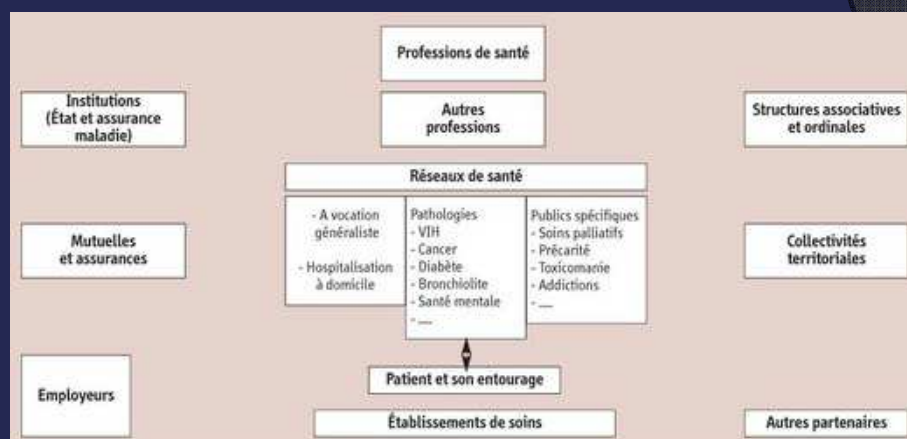 Professions de santé
Institutions
(État et assurance
maladie)
Autres
professions
Structures associatives
et ordinales
Réseaux de santé
- A vocation
généraliste
- Hospitalisation
à domicile
Pathologies
- VIH
- Cancer
- Diabète
- Bronchiolite
- Santé mentale
- ....
Publics spécifiques
- Soins palliatifs
- Précarité
- Toxicomanie
- Addictions
- ....
Mutuelles
et assurances
Collectivités
territoriales
Patient et son entourage
Employeurs
Établissements de soins
Autres partenaires